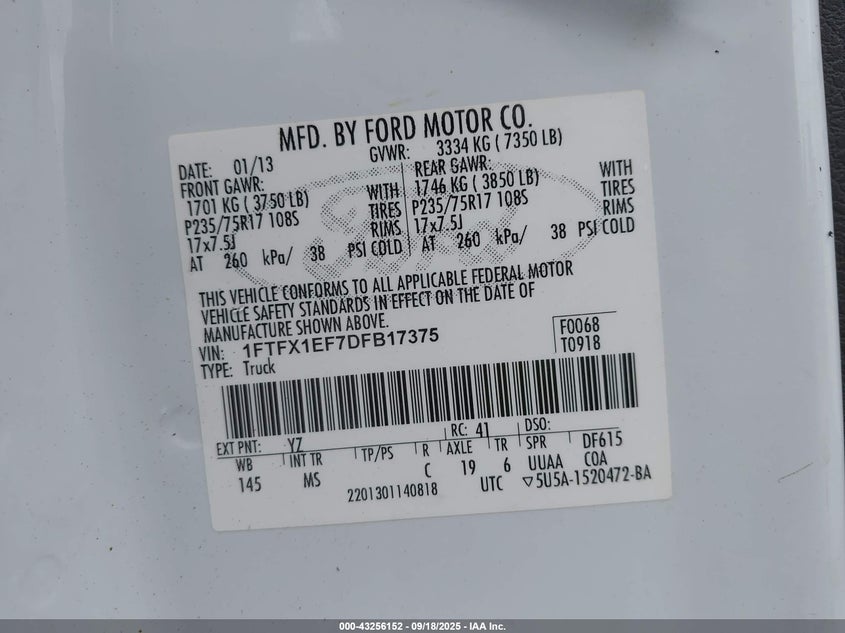 MFD. BY FORD MOTOR CO.
DATE: 01/13 GVWR: 3334 KG ( 7350 LB)
FRONT GAWR: REAR GAWR:
1701 KG ( 3750 LB) WITH 1746 KG ( 3850 LB) WITH
P235/75R17 108S TIRES P235/75R17 108S TIRES
17x7.5J RIMS 17x7.5J RIMS
AT 260 kPa/ 38 PSI COLD AT 260 kPa/ 38 PSI COLD
THIS VEHICLE CONFORMS TO ALL APPLICABLE FEDERAL MOTOR
VEHICLE SAFETY STANDARDS IN EFFECT ON THE DATE OF
MANUFACTURE SHOWN ABOVE.
VIN: 1FTFX1EF7DFB17375 F0068
TYPE: Truck T0918
EXT PNT: YZ RC: 41 DSO:
WB INT TR TP/PS R AXLE TR SPR DF615
145 MS C 19 6 UUAA COA
2201301140818 UTC ▽5U5A-1520472-BA
000-43256152 - 09/18/2025 - IAA Inc.